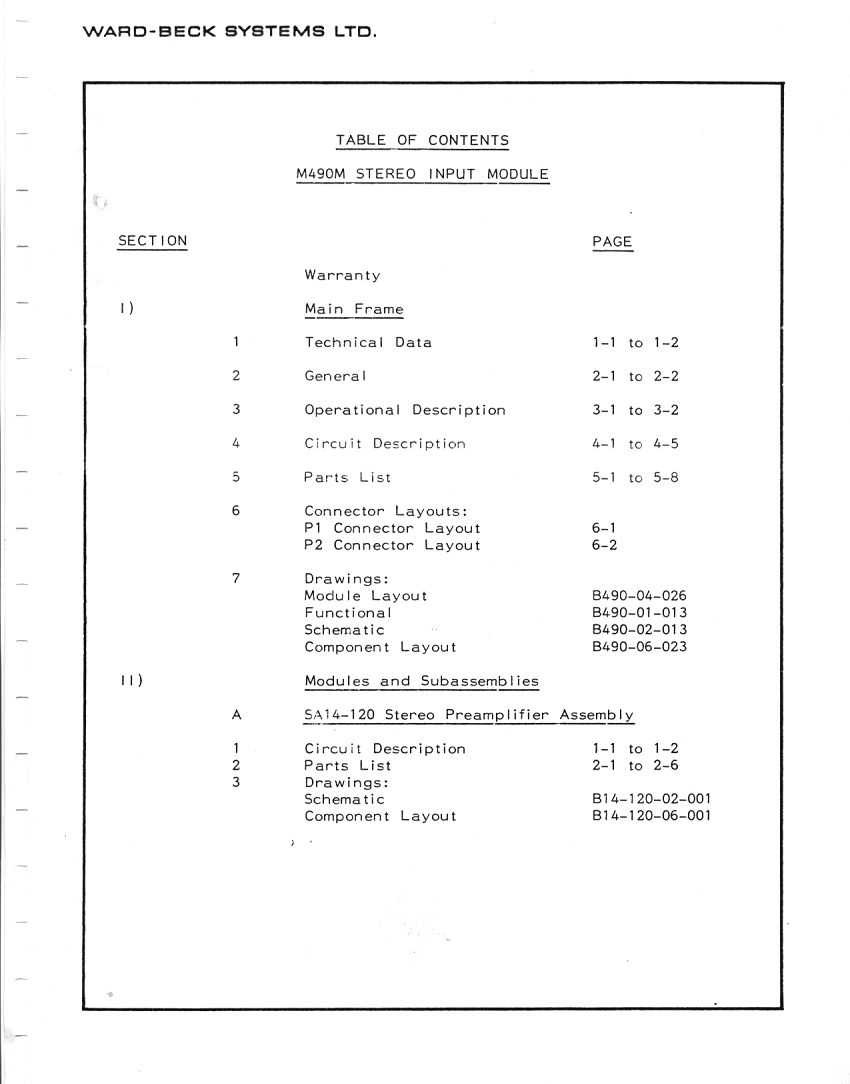 WARD-BECK SYSTEMS LTD.
TABLE OF CONTENTS
M490M STEREO INPUT MODULE
SECTION PAGE
Warranty
I) Main Frame
1 Technical Data 1-1 to 1-2
2 General 2-1 to 2-2
3 Operational Description 3-1 to 3-2
4 Circuit Description 4-1 to 4-5
5 Parts List 5-1 to 5-8
6 Connector Layouts:
P1 Connector Layout 6-1
P2 Connector Layout 6-2
7 Drawings:
Module Layout B490-04-026
Functional B490-01-013
Schematic B490-02-013
Component Layout B490-06-023
II) Modules and Subassemblies
A SA14-120 Stereo Preamplifier Assembly
1 Circuit Description 1-1 to 1-2
2 Parts List 2-1 to 2-6
3 Drawings:
Schematic B14-120-02-001
Component Layout B14-120-06-001